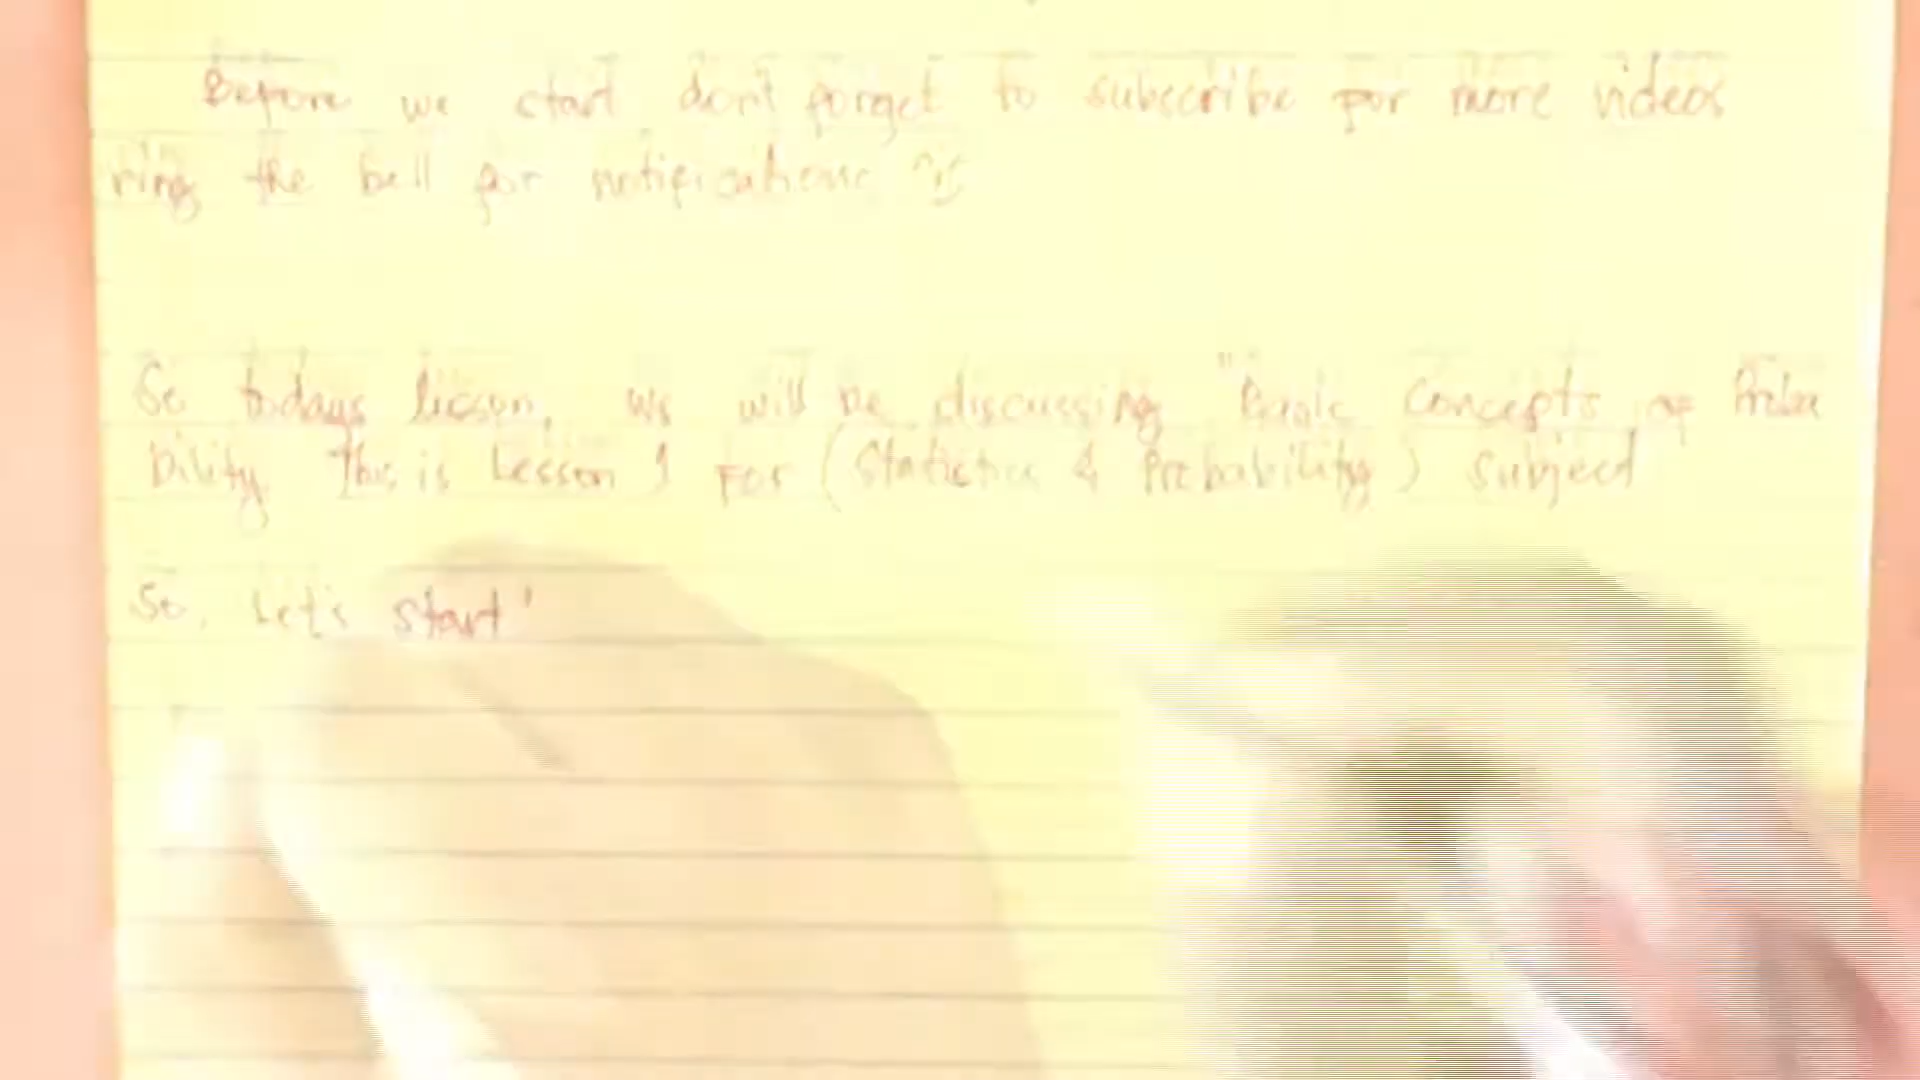 Before we start don't forget to subscribe for more videos
ring the bell for notifications
So todays lesson, we will be discussing "Basic Concepts of Proba
bility This is Lesson 1 For (Statistics & Probability) subject
So, Let's start!